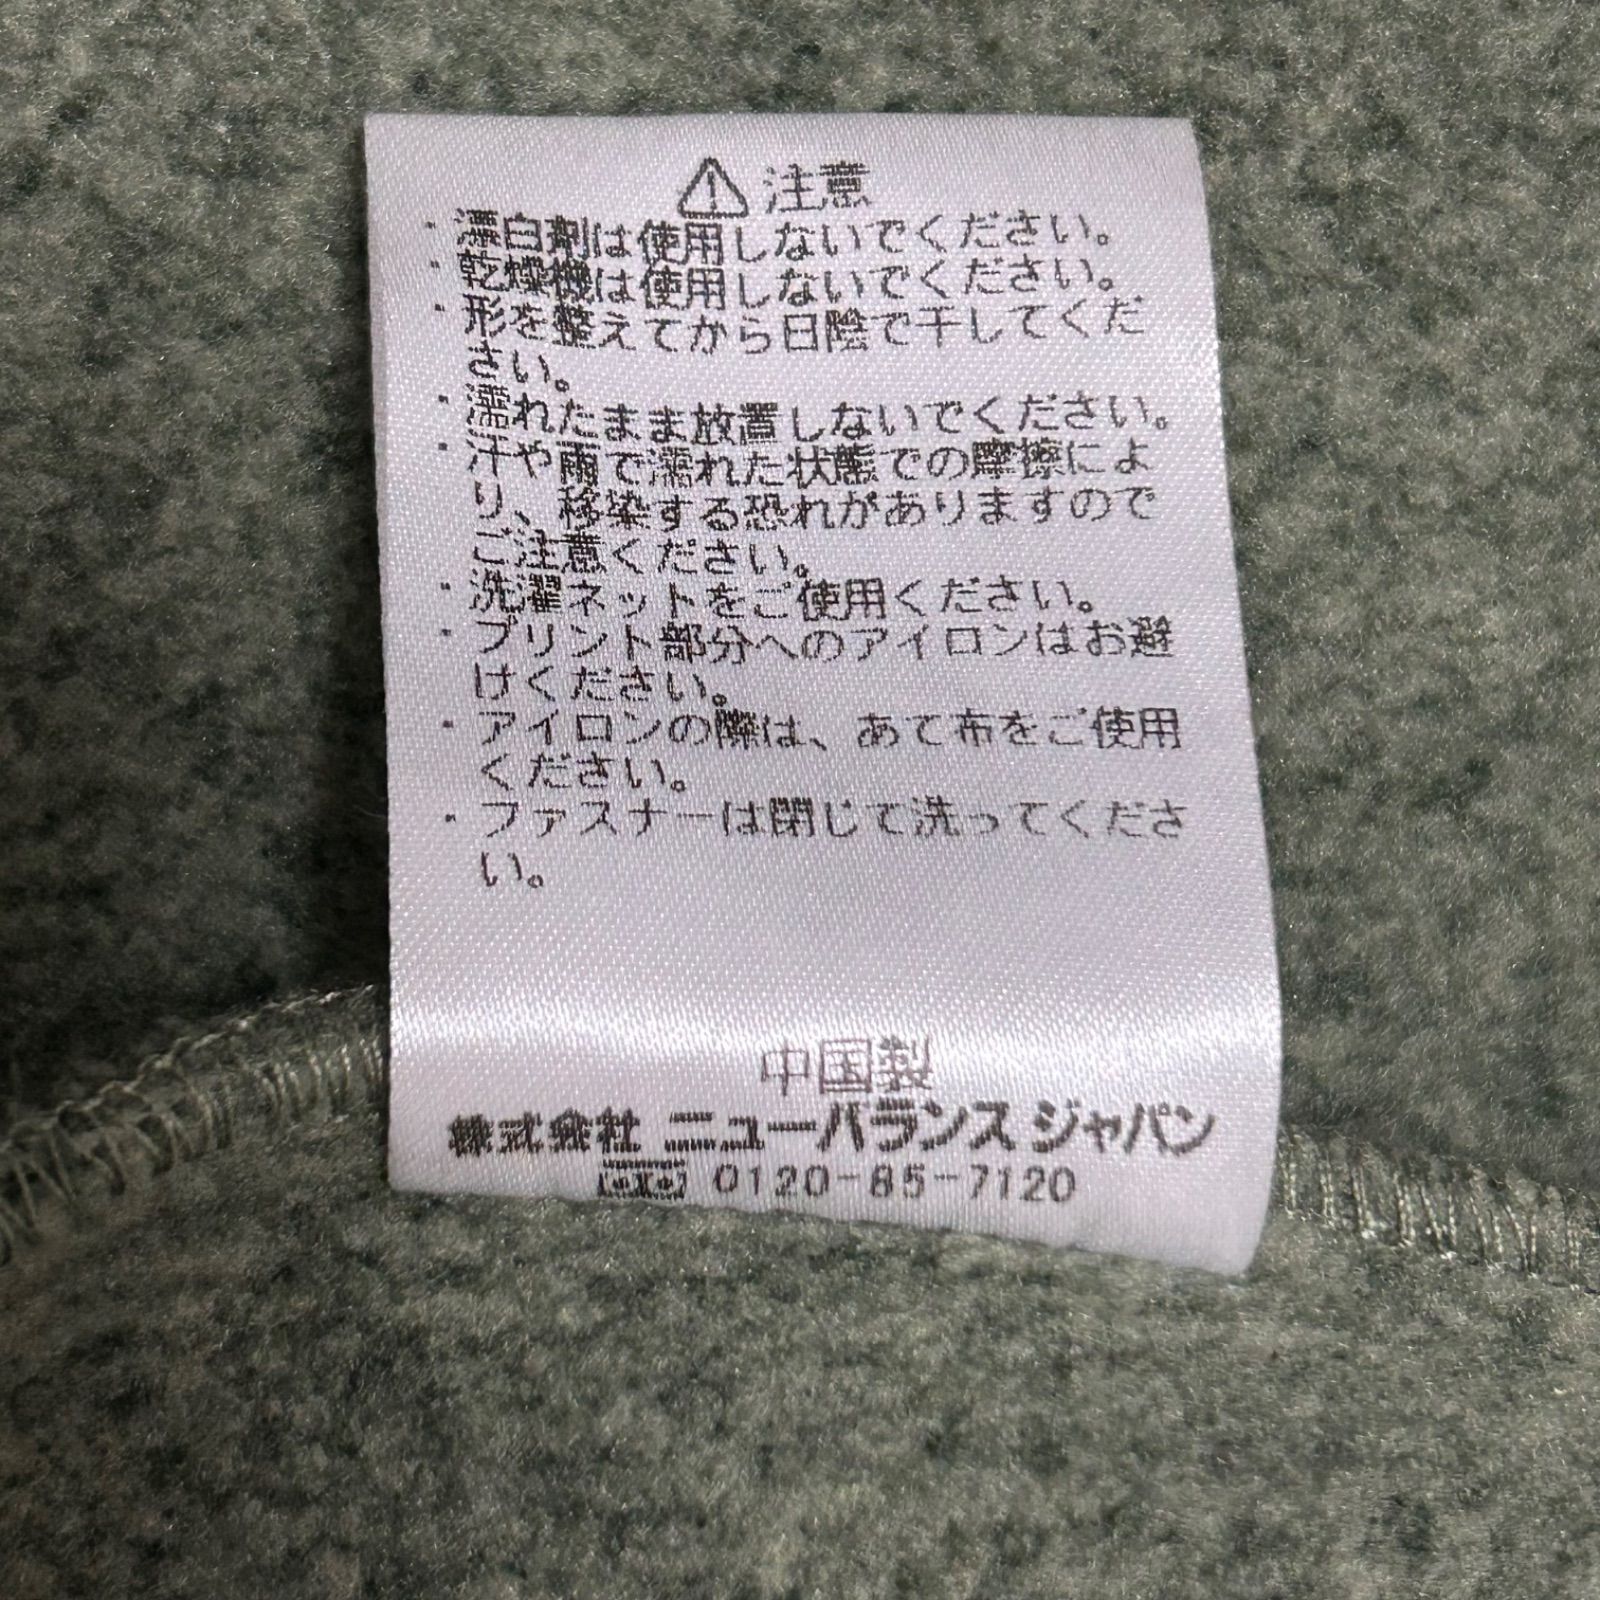 注意
・漂白剤は使用しないでください。
・乾燥機は使用しないでください。
・形を整えてから日陰で干してくだ
さい。
・濡れたまま放置しないでください。
・汗や雨で濡れた状態での摩擦によ
り、移染する恐れがありますので
ご注意ください。
・洗濯ネットをご使用ください。
・プリント部分へのアイロンはお避
けください。
・アイロンの際は、あて布をご使用
ください。
・ファスナーは閉じて洗ってくださ
い。
中国製
株式会社 ニューバランス ジャパン
0120-85-7120